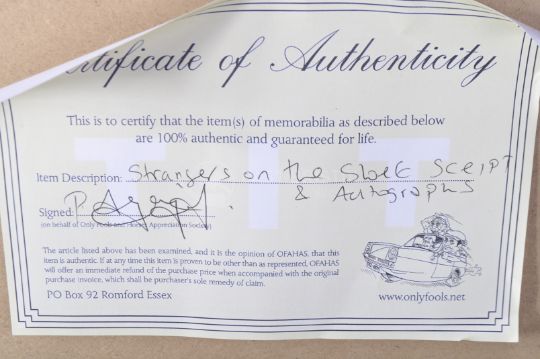 rtificate of Authenticity
This is to certify that the item(s) of memorabilia as described below
are 100% authentic and guaranteed for life.
Item Description: Strangers on the Shore Script
& Autographs
Signed:
(on behalf of Only Fools and Horses Appreciation Society)
The article listed above has been examined, and it is the opinion of OFAHAS, that this
item is authentic. If at any time this item is proven to be other than as represented, OFAHAS
will offer an immediate refund of the purchase price when accompanied with the original
purchase invoice, which shall be purchaser's sole remedy of claim.
PO Box 92 Romford Essex
www.onlyfools.net